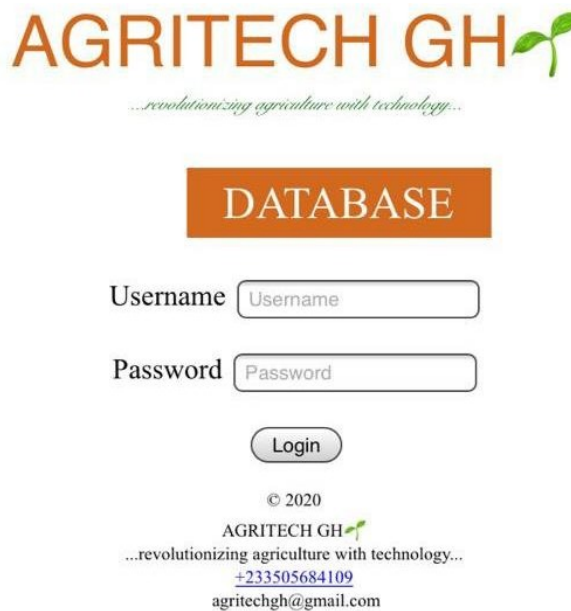 AGRITECH GH
...revolutionizing agriculture with technology...
DATABASE
Username Username
Password Password
Login
© 2020
AGRITECH GH
...revolutionizing agriculture with technology...
+233505684109
agritechgh@gmail.com